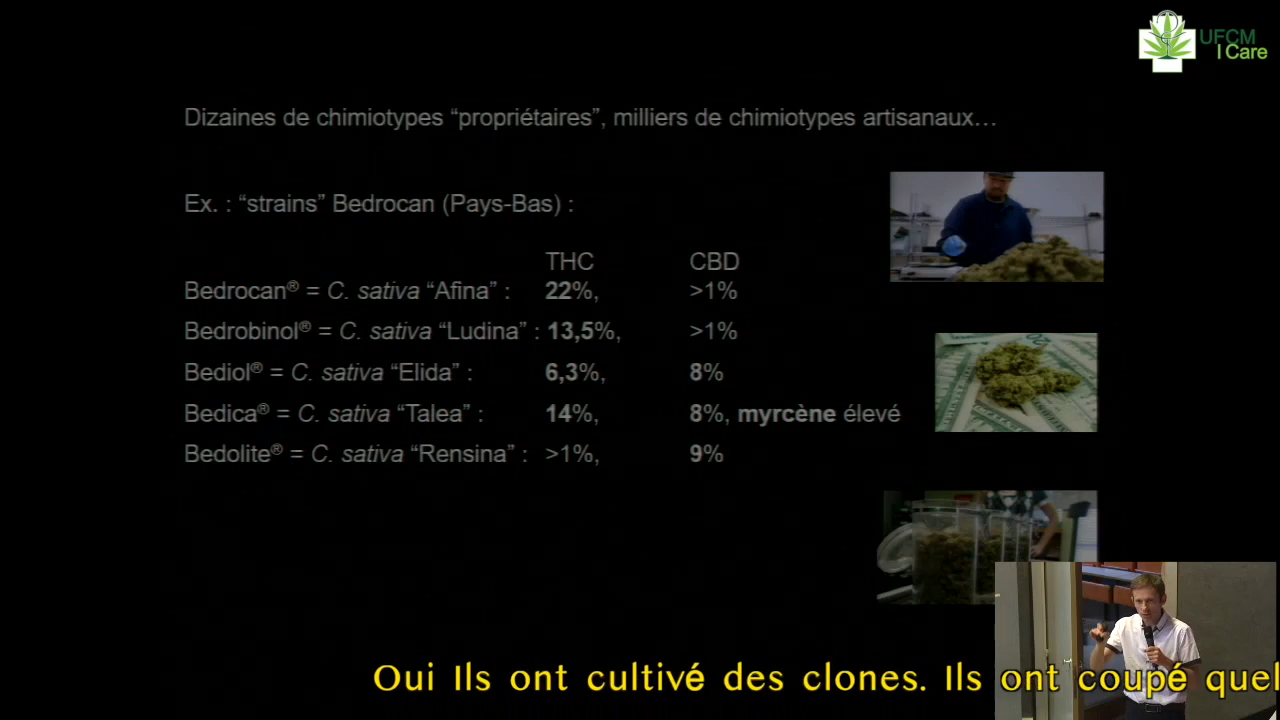 UFCM
I Care
Dizaines de chimiotypes “propriétaires”, milliers de chimiotypes artisanaux…
Ex. : “strains” Bedrocan (Pays-Bas) :
THC CBD
Bedrocan® = C. sativa “Afina” : 22%, >1%
Bedrobinol® = C. sativa “Ludina” : 13,5%, >1%
Bediol® = C. sativa “Elida” : 6,3%, 8%
Bedica® = C. sativa “Talea” : 14%, 8%, myrcène élevé
Bedolite® = C. sativa “Rensina” : >1%, 9%
Oui Ils ont cultivé des clones. Ils ont coupé quel